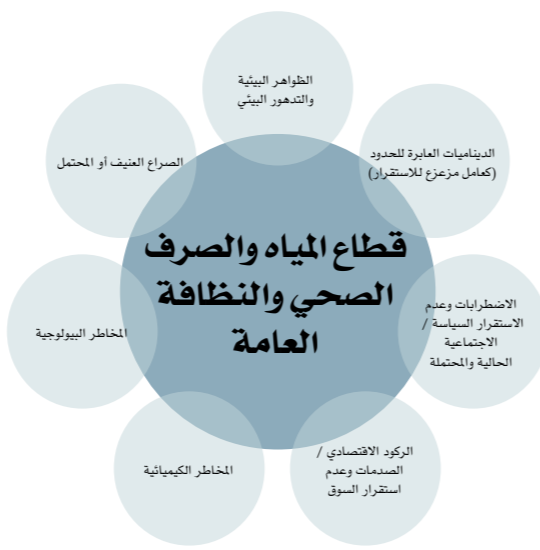 الظواهر البيئية
والتدهور البيئي
الديناميات العابرة للحدود
(كعامل مزعزع للاستقرار)
الاضطرابات وعدم
الاستقرار السياسة /
الاجتماعية
الحالية والمحتملة
الركود الاقتصادي /
الصدمات وعدم
استقرار السوق
المخاطر الكيميائية
المخاطر البيولوجية
الصراع العنيف أو المحتمل
قطاع المياه والصرف
الصحي والنظافة
العامة